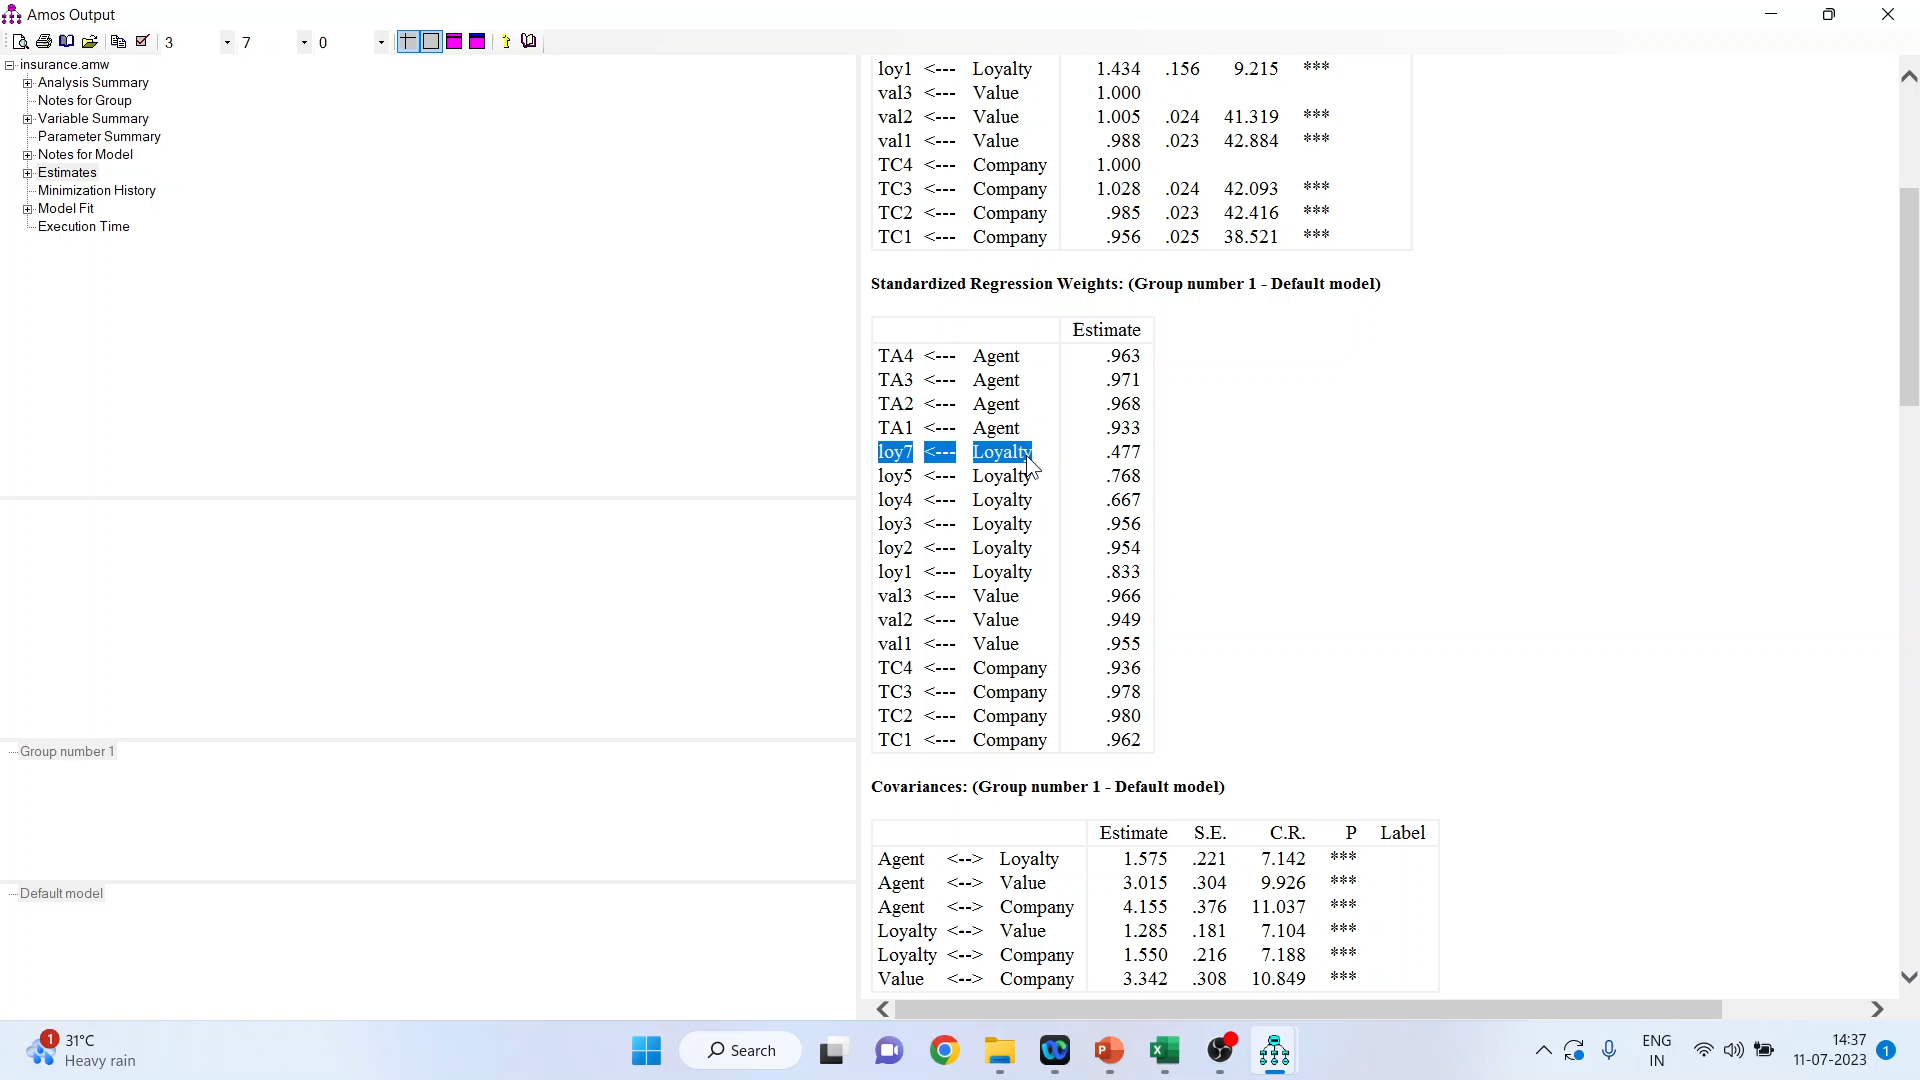 Amos Output
3 7 0
insurance.amw
Analysis Summary
Notes for Group
Variable Summary
Parameter Summary
Notes for Model
Estimates
Minimization History
Model Fit
Execution Time
Group number 1
Default model
loy1 <--- Loyalty 1.434 .156 9.215 ***
val3 <--- Value 1.000
val2 <--- Value 1.005 .024 41.319 ***
val1 <--- Value .988 .023 42.884 ***
TC4 <--- Company 1.000
TC3 <--- Company 1.028 .024 42.093 ***
TC2 <--- Company .985 .023 42.416 ***
TC1 <--- Company .956 .025 38.521 ***
Standardized Regression Weights: (Group number 1 - Default model)
Estimate
TA4 <--- Agent .963
TA3 <--- Agent .971
TA2 <--- Agent .968
TA1 <--- Agent .933
loy7 <--- Loyalty .477
loy5 <--- Loyalty .768
loy4 <--- Loyalty .667
loy3 <--- Loyalty .956
loy2 <--- Loyalty .954
loy1 <--- Loyalty .833
val3 <--- Value .966
val2 <--- Value .949
val1 <--- Value .955
TC4 <--- Company .936
TC3 <--- Company .978
TC2 <--- Company .980
TC1 <--- Company .962
Covariances: (Group number 1 - Default model)
Estimate S.E. C.R. P Label
Agent <--> Loyalty 1.575 .221 7.142 ***
Agent <--> Value 3.015 .304 9.926 ***
Agent <--> Company 4.155 .376 11.037 ***
Loyalty <--> Value 1.285 .181 7.104 ***
Loyalty <--> Company 1.550 .216 7.188 ***
Value <--> Company 3.342 .308 10.849 ***
1
31°C
Heavy rain
Search
ENG
IN
14:37
11-07-2023
1